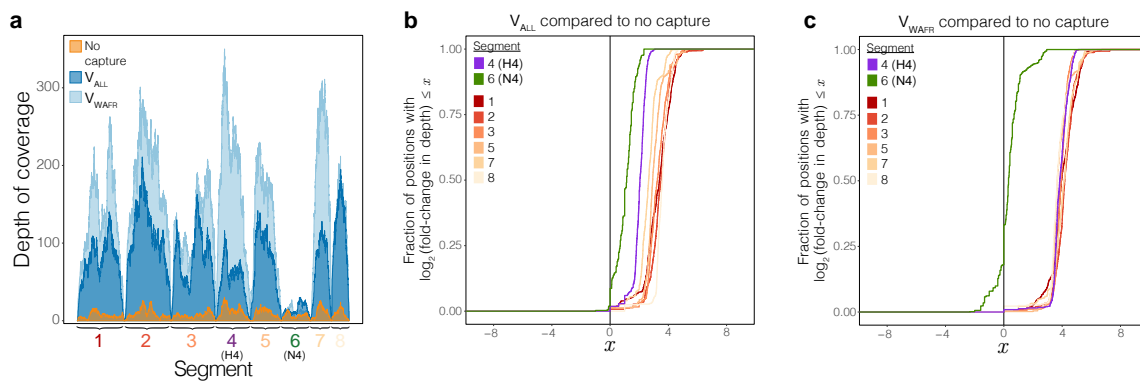 a
No
capture
V_ALL
V_WAFR
Depth of coverage
300
200
100
0
1 2 3 4 5 6 7 8
(H4) (N4)
Segment
b
V_ALL compared to no capture
Fraction of positions with
log₂(fold-change in depth) ≤ x
1.00
0.75
0.50
0.25
0.00
Segment
4 (H4)
6 (N4)
1
2
3
5
7
8
−8 −4 0 4 8
x
c
V_WAFR compared to no capture
Fraction of positions with
log₂(fold-change in depth) ≤ x
1.00
0.75
0.50
0.25
0.00
Segment
4 (H4)
6 (N4)
1
2
3
5
7
8
−8 −4 0 4 8
x